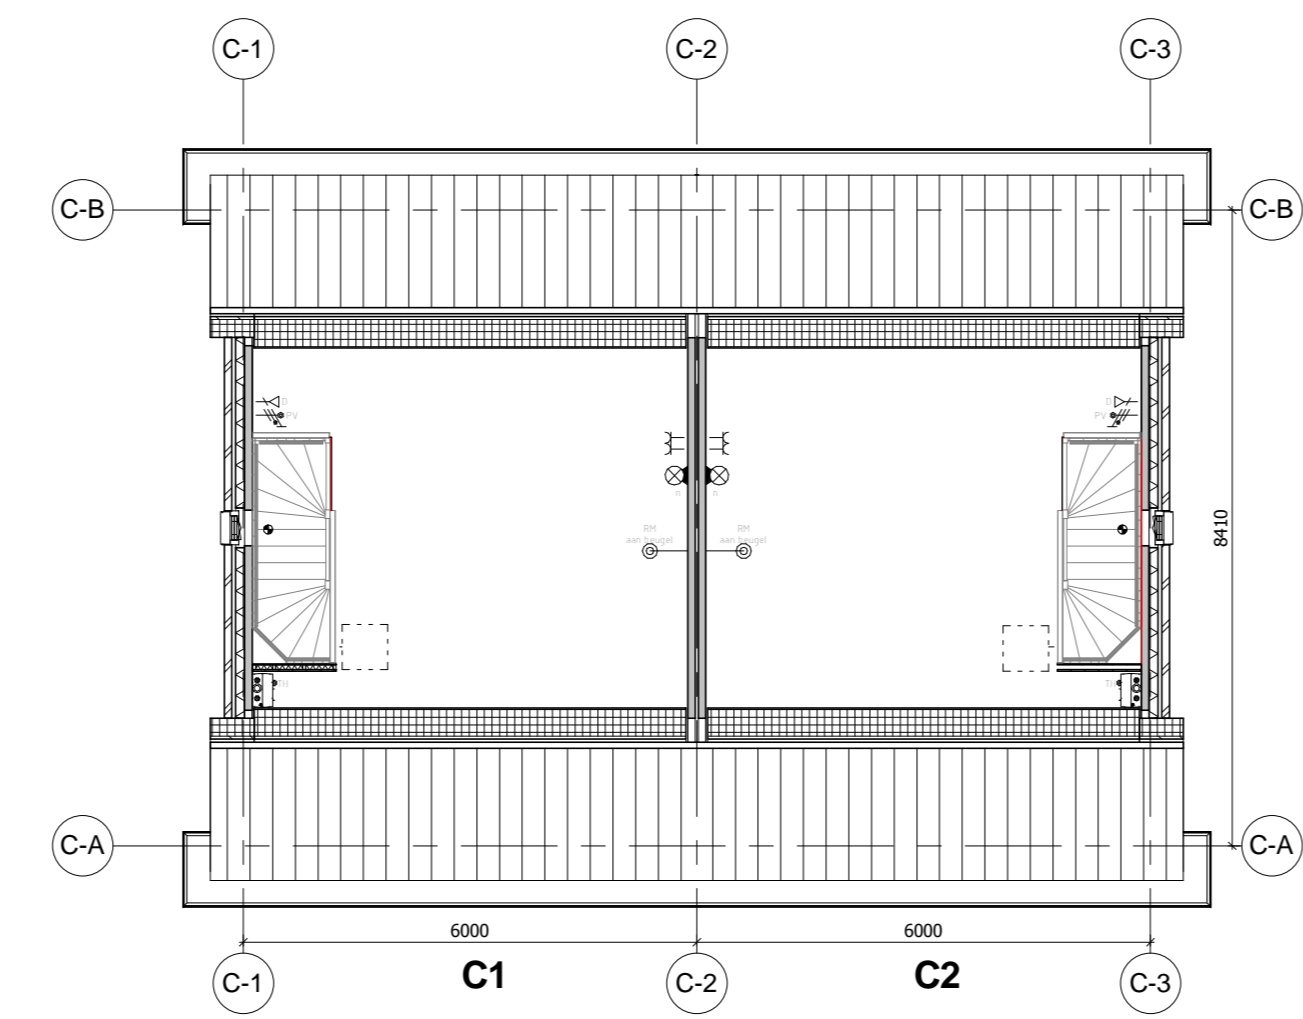 C-1 C-2 C-3
C-B C-B
D D
PV PV
n n
RM RM
aan beugel aan beugel
8410
TH TH
C-A C-A
6000 6000
C1 C2
C-1 C-2 C-3